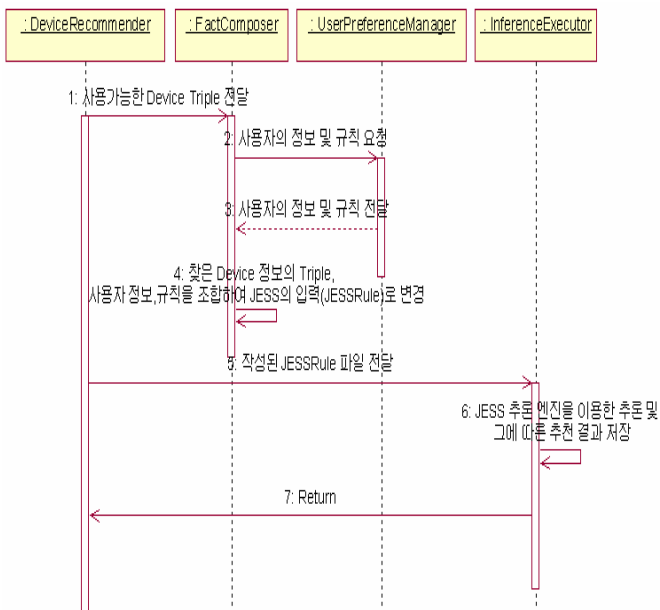 : DeviceRecommender
: FactComposer
: UserPreferenceManager
: InferenceExecutor
1: 사용가능한 Device Triple 전달
2: 사용자의 정보 및 규칙 요청
3: 사용자의 정보 및 규칙 전달
4: 찾은 Device 정보의 Triple,
사용자 정보,규칙을 조합하여 JESS의 입력(JESSRule)로 변경
5: 작성된 JESSRule 파일 전달
6: JESS 추론 엔진을 이용한 추론 및
그에 따른 추천 결과 저장
7: Return